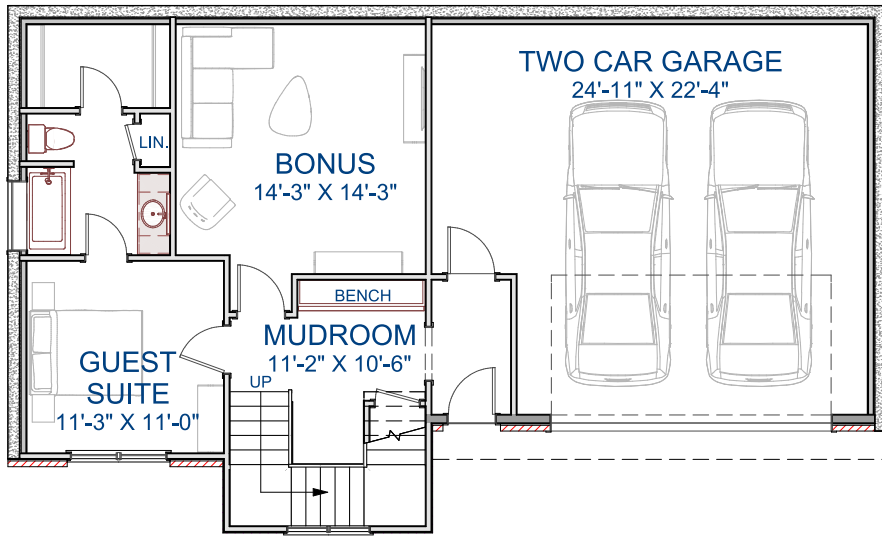 TWO CAR GARAGE
24'-11" X 22'-4"
LIN.
BONUS
14'-3" X 14'-3"
BENCH
MUDROOM
11'-2" X 10'-6"
GUEST
SUITE
11'-3" X 11'-0"
UP